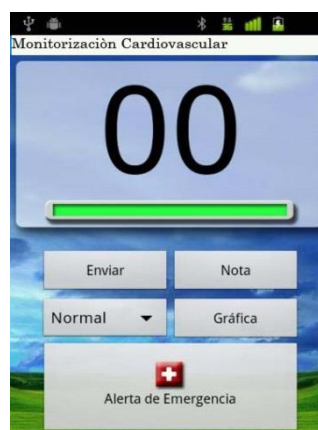 Monitorizaciòn Cardiovascular
00
Enviar
Nota
Normal
Gráfica
Alerta de Emergencia